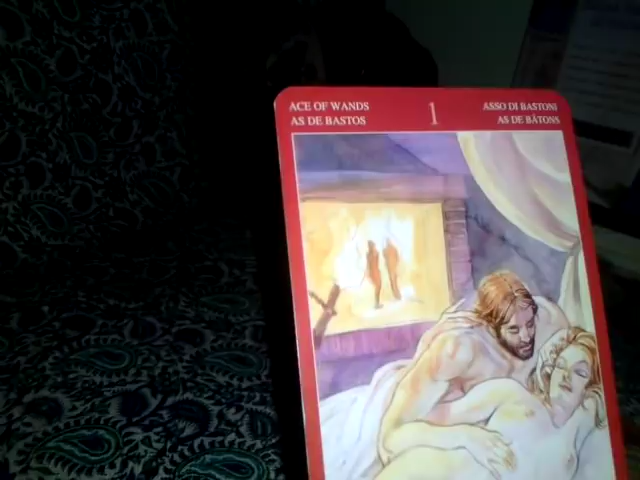 ACE OF WANDS
AS DE BASTOS
1
ASSO DI BASTONI
AS DE BÂTONS